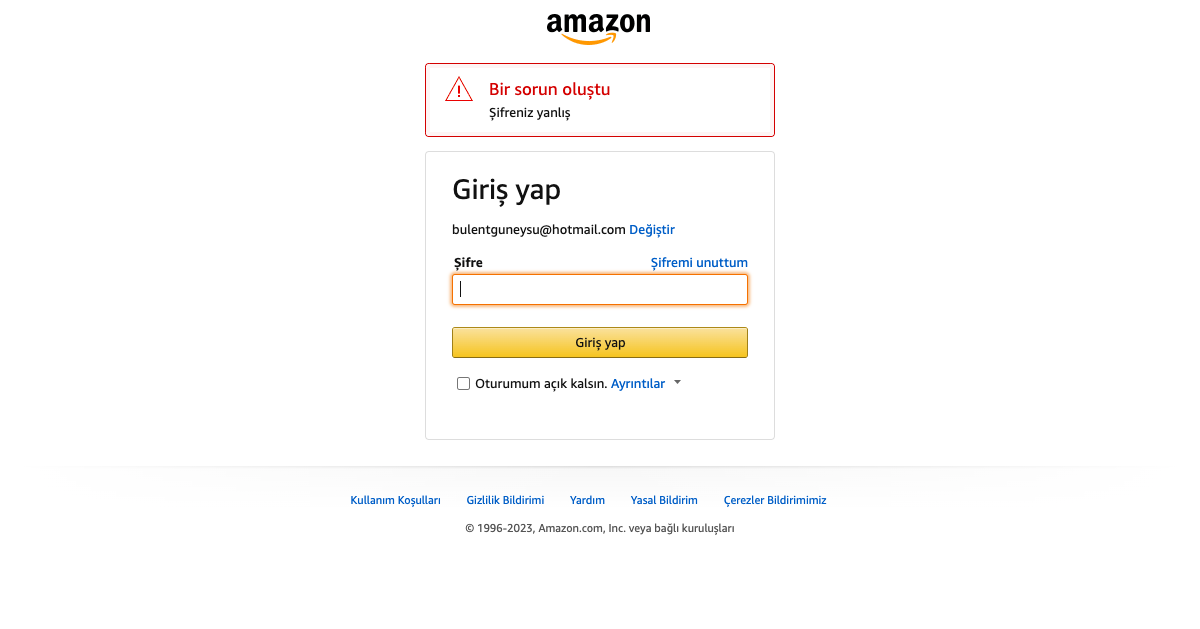 amazon
Bir sorun oluştu
Şifreniz yanlış
Giriş yap
bulentguneysu@hotmail.com Değiştir
Şifre Şifremi unuttum
Giriş yap
Oturumum açık kalsın. Ayrıntılar
Kullanım Koşulları Gizlilik Bildirimi Yardım Yasal Bildirim Çerezler Bildirimimiz
© 1996-2023, Amazon.com, Inc. veya bağlı kuruluşları